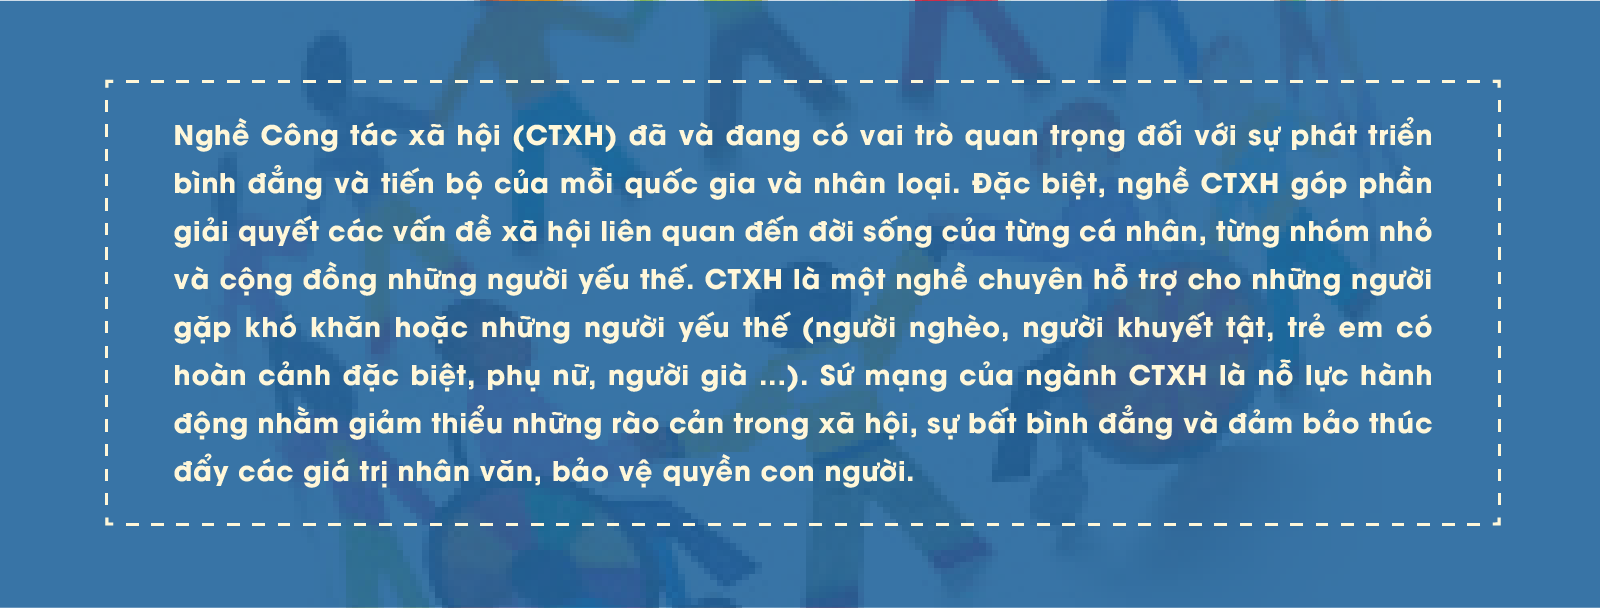 Nghề Công tác xã hội (CTXH) đã và đang có vai trò quan trọng đối với sự phát triển
bình đẳng và tiến bộ của mỗi quốc gia và nhân loại. Đặc biệt, nghề CTXH góp phần
giải quyết các vấn đề xã hội liên quan đến đời sống của từng cá nhân, từng nhóm nhỏ
và cộng đồng những người yếu thế. CTXH là một nghề chuyên hỗ trợ cho những người
gặp khó khăn hoặc những người yếu thế (người nghèo, người khuyết tật, trẻ em có
hoàn cảnh đặc biệt, phụ nữ, người già ...). Sứ mạng của ngành CTXH là nỗ lực hành
động nhằm giảm thiểu những rào cản trong xã hội, sự bất bình đẳng và đảm bảo thúc
đẩy các giá trị nhân văn, bảo vệ quyền con người.